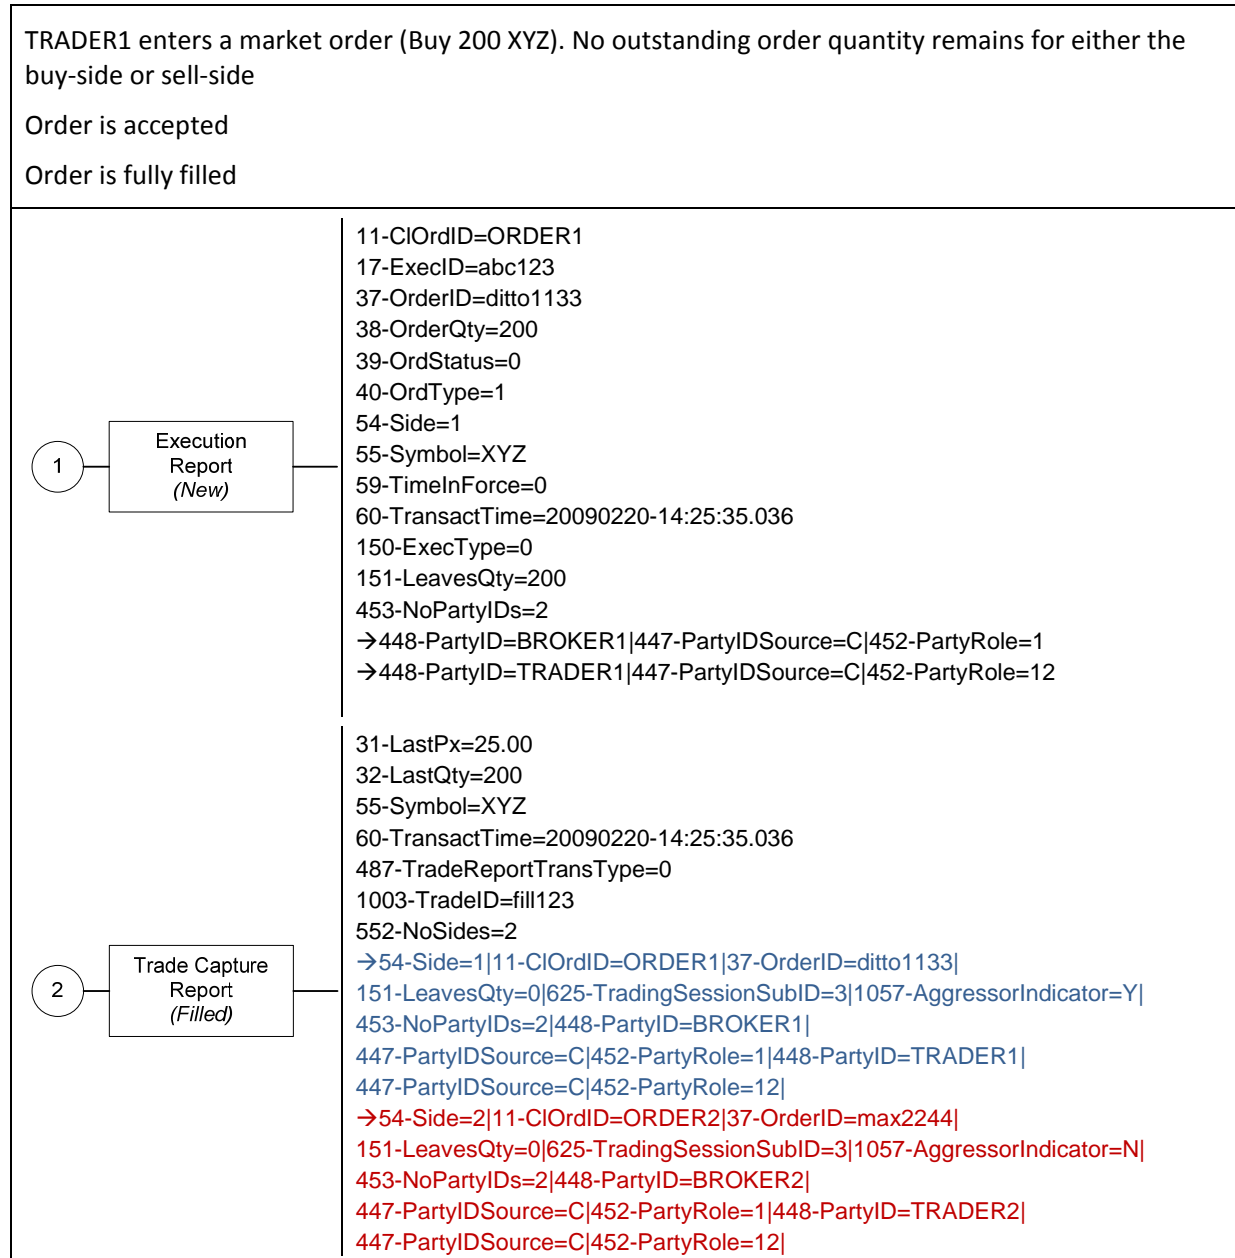 TRADER1 enters a market order (Buy 200 XYZ). No outstanding order quantity remains for either the
buy-side or sell-side
Order is accepted
Order is fully filled
1
Execution
Report
(New)
11-ClOrdID=ORDER1
17-ExecID=abc123
37-OrderID=ditto1133
38-OrderQty=200
39-OrdStatus=0
40-OrdType=1
54-Side=1
55-Symbol=XYZ
59-TimeInForce=0
60-TransactTime=20090220-14:25:35.036
150-ExecType=0
151-LeavesQty=200
453-NoPartyIDs=2
→448-PartyID=BROKER1|447-PartyIDSource=C|452-PartyRole=1
→448-PartyID=TRADER1|447-PartyIDSource=C|452-PartyRole=12
2
Trade Capture
Report
(Filled)
31-LastPx=25.00
32-LastQty=200
55-Symbol=XYZ
60-TransactTime=20090220-14:25:35.036
487-TradeReportTransType=0
1003-TradeID=fill123
552-NoSides=2
→54-Side=1|11-ClOrdID=ORDER1|37-OrderID=ditto1133|
151-LeavesQty=0|625-TradingSessionSubID=3|1057-AggressorIndicator=Y|
453-NoPartyIDs=2|448-PartyID=BROKER1|
447-PartyIDSource=C|452-PartyRole=1|448-PartyID=TRADER1|
447-PartyIDSource=C|452-PartyRole=12|
→54-Side=2|11-ClOrdID=ORDER2|37-OrderID=max2244|
151-LeavesQty=0|625-TradingSessionSubID=3|1057-AggressorIndicator=N|
453-NoPartyIDs=2|448-PartyID=BROKER2|
447-PartyIDSource=C|452-PartyRole=1|448-PartyID=TRADER2|
447-PartyIDSource=C|452-PartyRole=12|